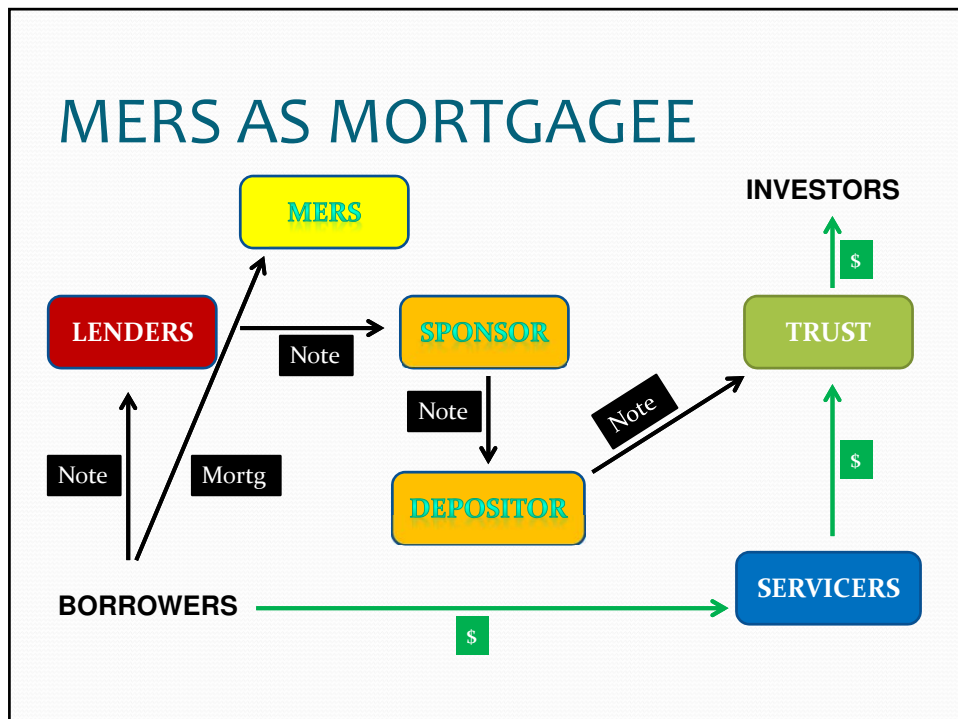 MERS AS MORTGAGEE
INVESTORS
MERS
$
LENDERS
SPONSOR
TRUST
Note
Note
Note
Note
Mortg
$
DEPOSITOR
SERVICERS
BORROWERS
$